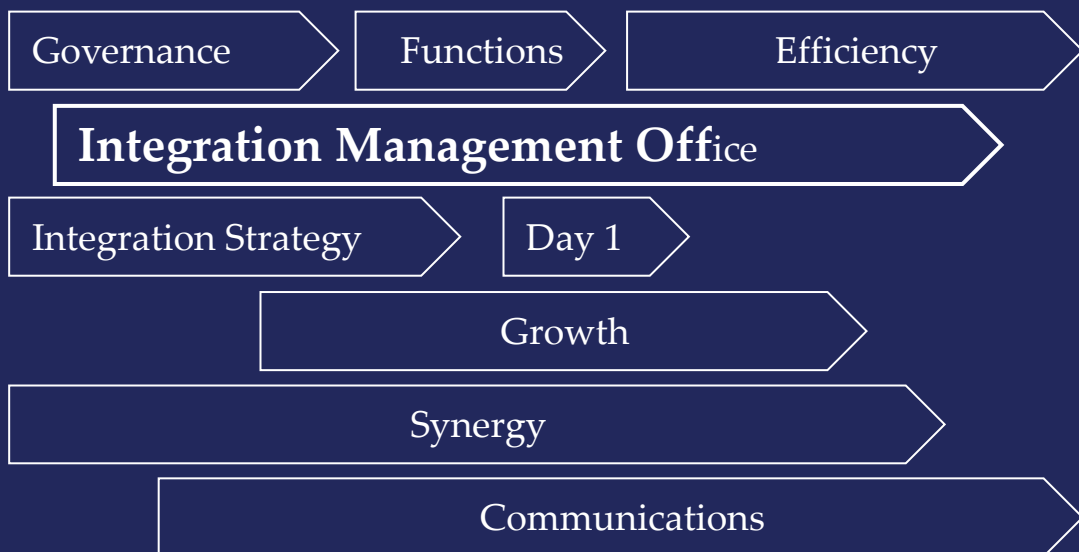 Governance Functions Efficiency
Integration Management Office
Integration Strategy Day 1
Growth
Synergy
Communications